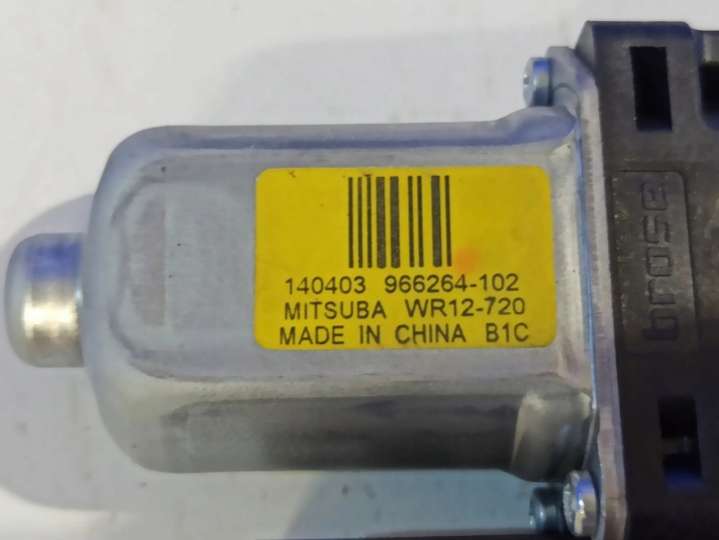 140403 966264-102
MITSUBA WR12-720
MADE IN CHINA B1C
brose